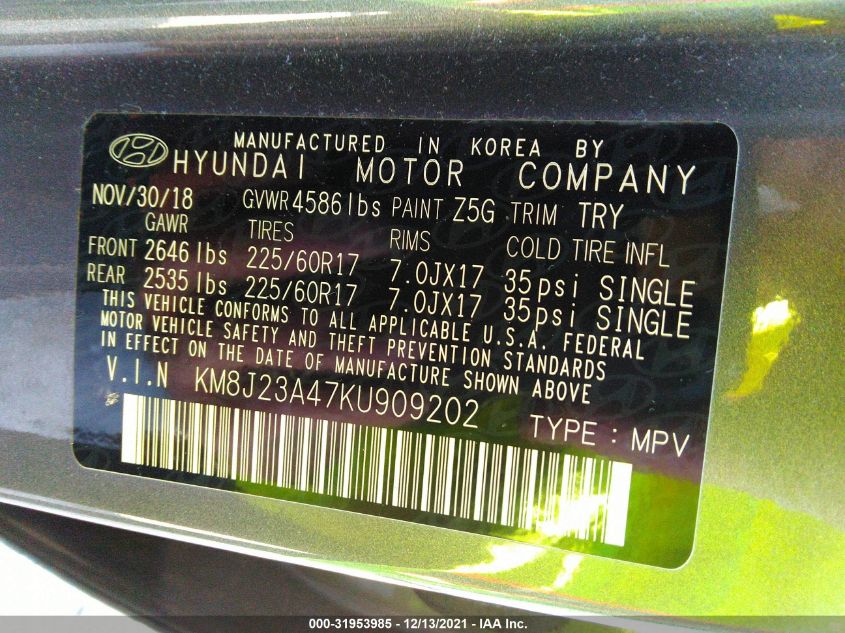 MANUFACTURED IN KOREA BY
HYUNDAI MOTOR COMPANY
NOV/30/18 GVWR 4586 lbs PAINT Z5G TRIM TRY
GAWR TIRES RIMS COLD TIRE INFL
FRONT 2646 lbs 225/60R17 7.0JX17 35psi SINGLE
REAR 2535 lbs 225/60R17 7.0JX17 35psi SINGLE
THIS VEHICLE CONFORMS TO ALL APPLICABLE U.S.A. FEDERAL
MOTOR VEHICLE SAFETY AND THEFT PREVENTION STANDARDS
IN EFFECT ON THE DATE OF MANUFACTURE SHOWN ABOVE
V.I.N KM8J23A47KU909202
TYPE : MPV
000-31953985 - 12/13/2021 - IAA Inc.